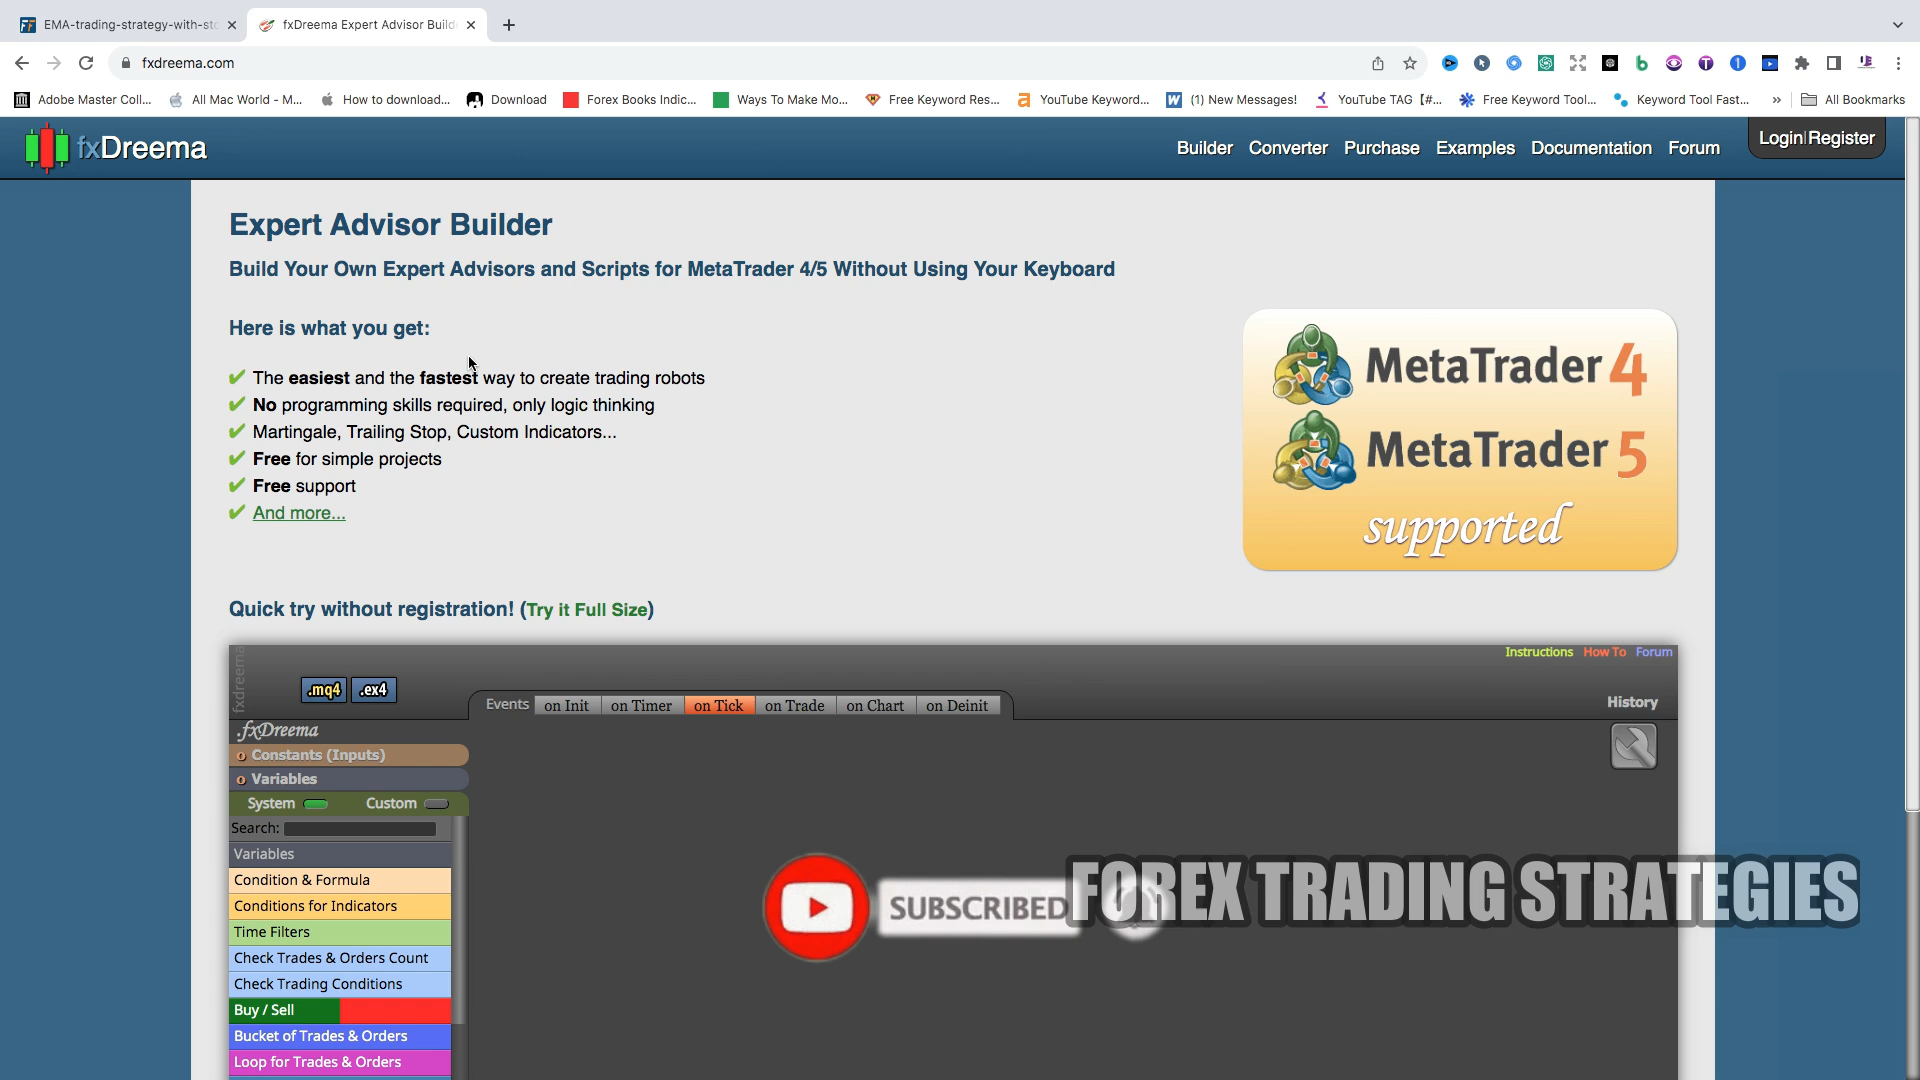 EMA-trading-strategy-with-sto
fxDreema Expert Advisor Builde
fxdreema.com
Adobe Master Coll...
All Mac World - M...
How to download...
Download
Forex Books Indic...
Ways To Make Mo...
Free Keyword Res...
YouTube Keyword...
(1) New Messages!
YouTube TAG【#...
Free Keyword Tool...
Keyword Tool Fast...
»
All Bookmarks
fxDreema
Builder Converter Purchase Examples Documentation Forum
Login|Register
Expert Advisor Builder
Build Your Own Expert Advisors and Scripts for MetaTrader 4/5 Without Using Your Keyboard
Here is what you get:
The easiest and the fastest way to create trading robots
No programming skills required, only logic thinking
Martingale, Trailing Stop, Custom Indicators...
Free for simple projects
Free support
And more...
MetaTrader 4
MetaTrader 5
supported
Quick try without registration! (Try it Full Size)
Instructions How To Forum
fxdreema
.mq4 .ex4
Events on Init on Timer on Tick on Trade on Chart on Deinit
History
.fxDreema
0 Constants (Inputs)
0 Variables
System Custom
Search:
Variables
Condition & Formula
Conditions for Indicators
Time Filters
Check Trades & Orders Count
Check Trading Conditions
Buy / Sell
Bucket of Trades & Orders
Loop for Trades & Orders
SUBSCRIBED
FOREX TRADING STRATEGIES